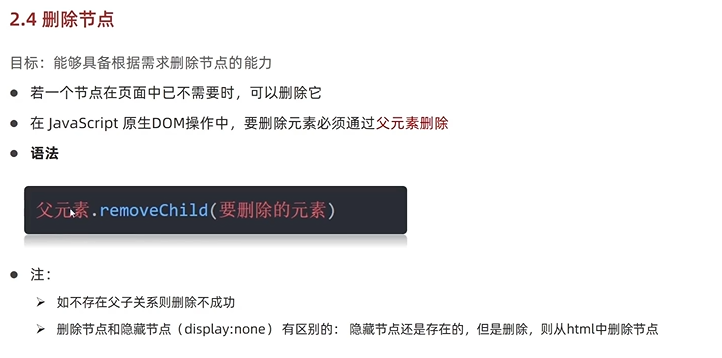 2.4 删除节点
目标：能够具备根据需求删除节点的能力
● 若一个节点在页面中已不需要时，可以删除它
● 在 JavaScript 原生DOM操作中，要删除元素必须通过父元素删除
● 语法
父元素.removeChild(要删除的元素)
● 注：
➢ 如不存在父子关系则删除不成功
➢ 删除节点和隐藏节点（display:none） 有区别的： 隐藏节点还是存在的，但是删除，则从html中删除节点